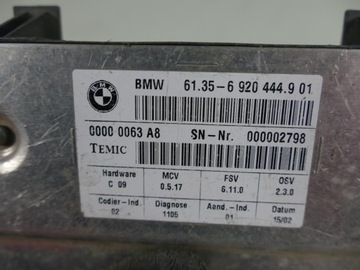 BMW 61.35-6 920 444.9 01
0000 0063 A8 SN-Nr. 000002798
TEMIC
Hardware MCV FSV OSV
C 09 0.5.17 6.11.0 2.3.0
Codier-Ind. Diagnose Aend.-Ind. Datum
02 1105 01 15/02